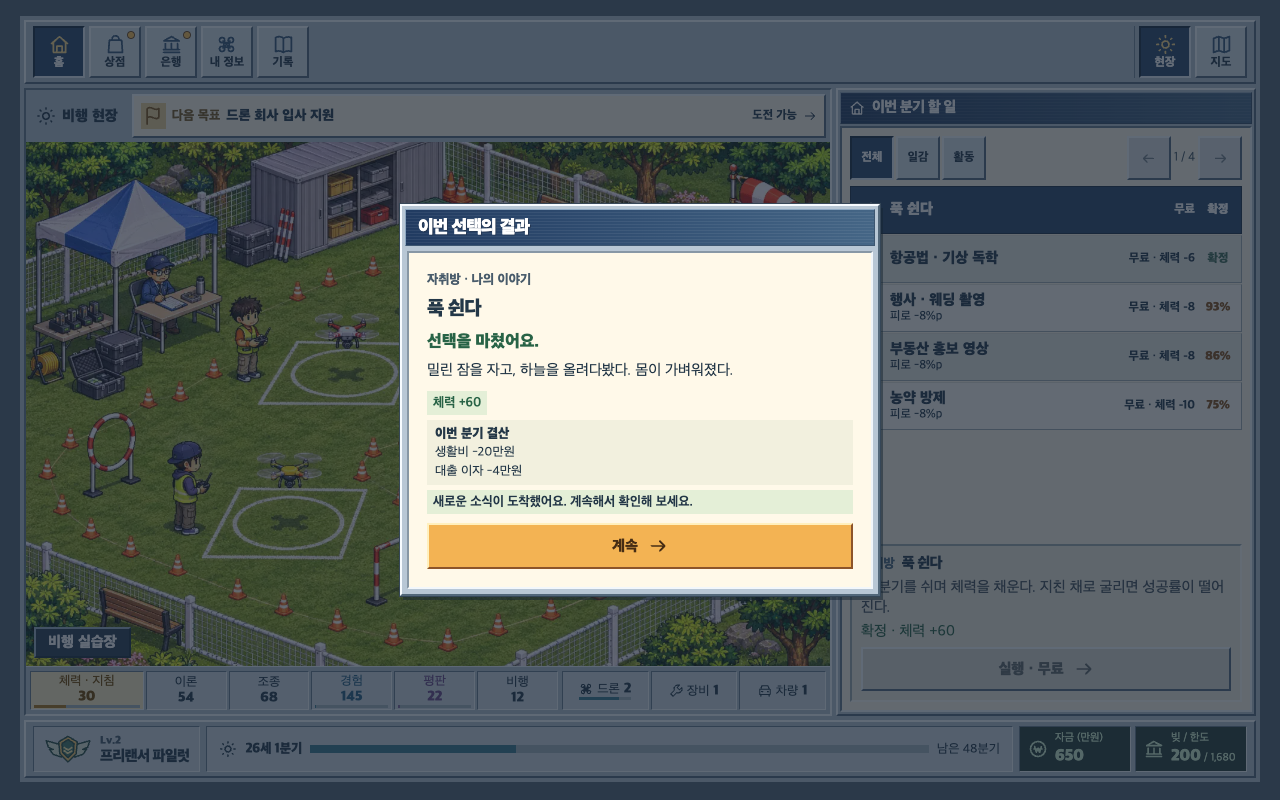 홈
상점
은행
내 정보
기록
현장
지도
비행 현장
다음 목표 드론 회사 입사 지원
도전 가능 →
이번 분기 할 일
전체
일감
활동
←
1 / 4
→
푹 쉰다
무료 확정
항공법 · 기상 독학
무료 · 체력 -6 확정
행사 · 웨딩 촬영
피로 -8%p
무료 · 체력 -8 93%
부동산 홍보 영상
피로 -8%p
무료 · 체력 -8 86%
농약 방제
피로 -8%p
무료 · 체력 -10 75%
이번 선택의 결과
자취방 · 나의 이야기
푹 쉰다
선택을 마쳤어요.
밀린 잠을 자고, 하늘을 올려다봤다. 몸이 가벼워졌다.
체력 +60
이번 분기 결산
생활비 -20만원
대출 이자 -4만원
새로운 소식이 도착했어요. 계속해서 확인해 보세요.
계속 →
방 푹 쉰다
분기를 쉬며 체력을 채운다. 지친 채로 굴리면 성공률이 떨어
진다.
확정 · 체력 +60
실행 · 무료 →
비행 실습장
체력 · 지침
30
이론
54
조종
68
경험
145
평판
22
비행
12
드론 2
장비 1
차량 1
Lv.2
프리랜서 파일럿
26세 1분기
남은 48분기
자금 (만원)
650
빚 / 한도
200 / 1,680